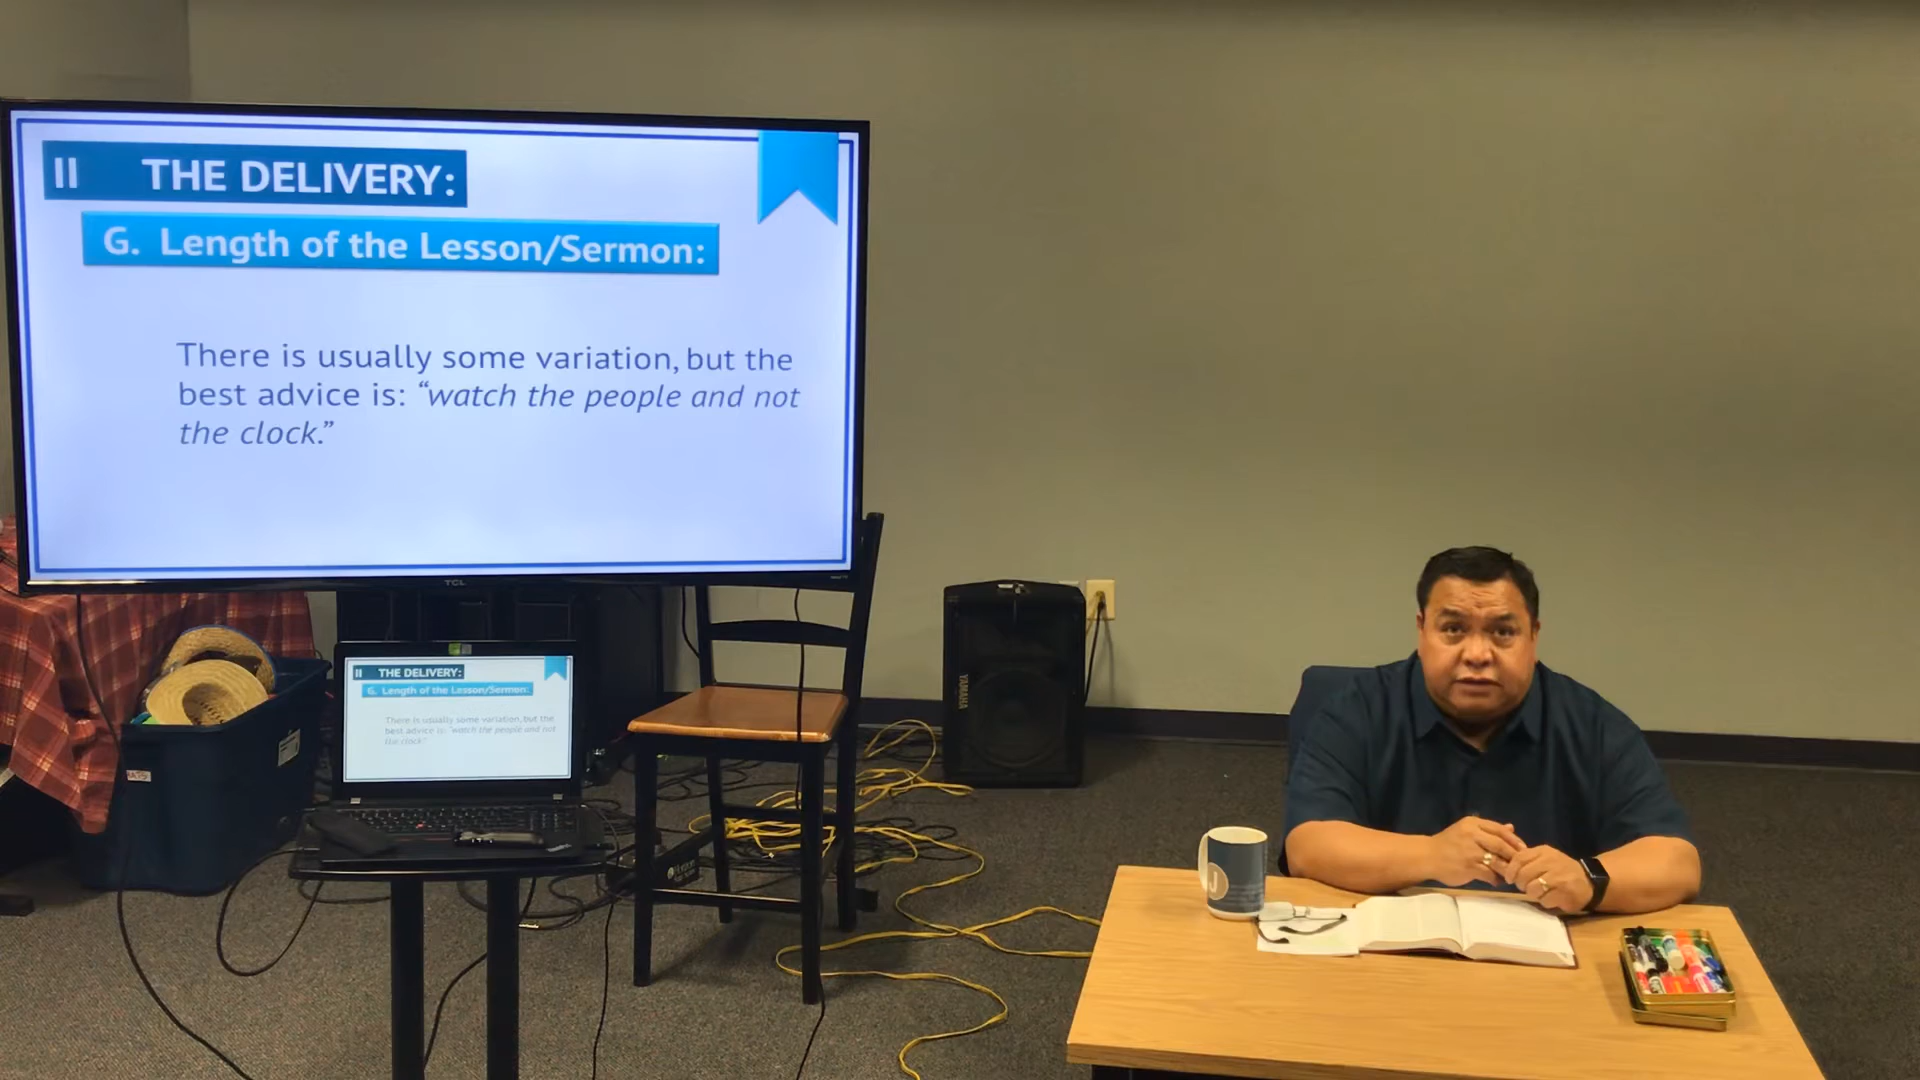 II THE DELIVERY:
G. Length of the Lesson/Sermon:
There is usually some variation, but the
best advice is: “watch the people and not
the clock.”
TCL
II THE DELIVERY:
G. Length of the Lesson/Sermon:
There is usually some variation, but the
best advice is: “watch the people and not
the clock.”
YAMAHA
HATS
J